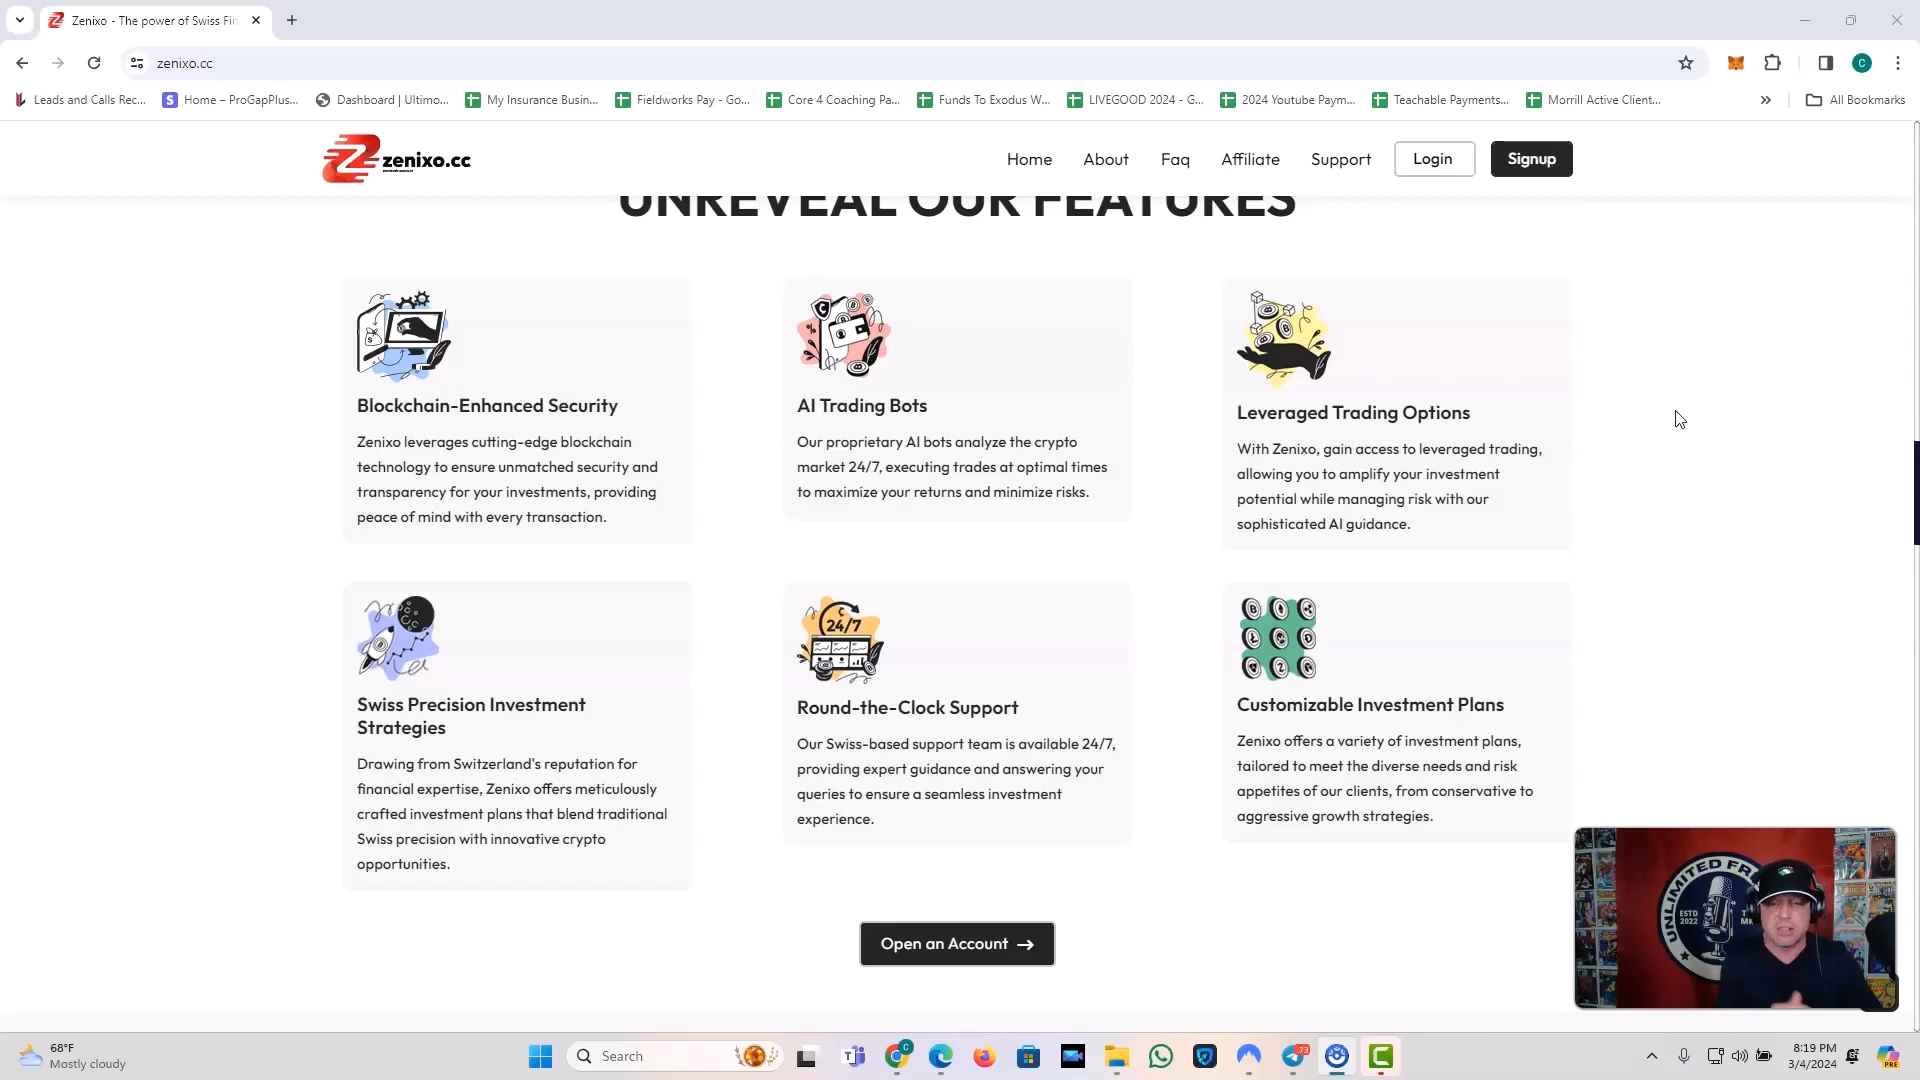 Zenixo - The power of Swiss Fin
zenixo.cc
Leads and Calls Rec...
Home – ProGapPlus...
Dashboard | Ultimo...
My Insurance Busin...
Fieldworks Pay - Go...
Core 4 Coaching Pa...
Funds To Exodus W...
LIVEGOOD 2024 - G...
2024 Youtube Paym...
Teachable Payments...
Morrill Active Client...
All Bookmarks
zenixo.cc
Home
About
Faq
Affiliate
Support
Login
Signup
UNREVEAL OUR FEATURES
Blockchain-Enhanced Security
Zenixo leverages cutting-edge blockchain
technology to ensure unmatched security and
transparency for your investments, providing
peace of mind with every transaction.
AI Trading Bots
Our proprietary AI bots analyze the crypto
market 24/7, executing trades at optimal times
to maximize your returns and minimize risks.
Leveraged Trading Options
With Zenixo, gain access to leveraged trading,
allowing you to amplify your investment
potential while managing risk with our
sophisticated AI guidance.
Swiss Precision Investment
Strategies
Drawing from Switzerland's reputation for
financial expertise, Zenixo offers meticulously
crafted investment plans that blend traditional
Swiss precision with innovative crypto
opportunities.
24/7
Round-the-Clock Support
Our Swiss-based support team is available 24/7,
providing expert guidance and answering your
queries to ensure a seamless investment
experience.
Customizable Investment Plans
Zenixo offers a variety of investment plans,
tailored to meet the diverse needs and risk
appetites of our clients, from conservative to
aggressive growth strategies.
Open an Account
UNLIMITED FR
ESTD
2022
68°F
Mostly cloudy
Search
73
8:19 PM
3/4/2024